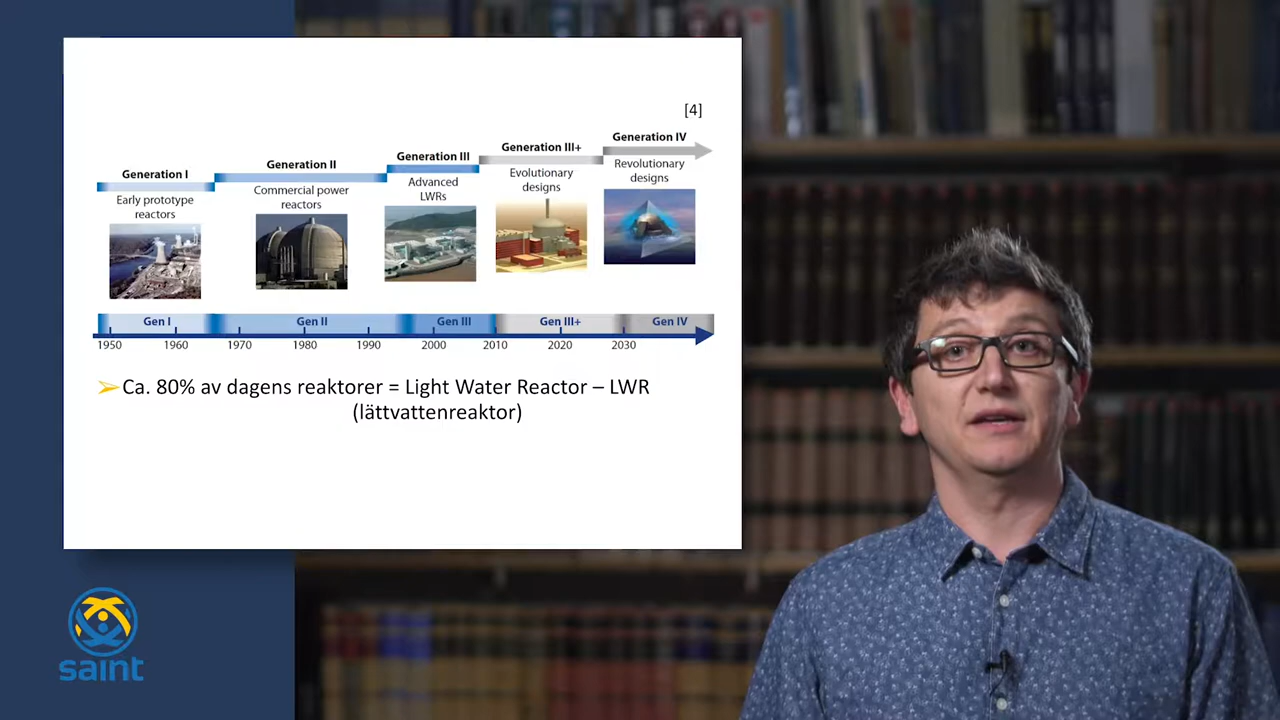 [4]
Generation I
Early prototype
reactors
Generation II
Commercial power
reactors
Generation III
Advanced
LWRs
Generation III+
Evolutionary
designs
Generation IV
Revolutionary
designs
Gen I
Gen II
Gen III
Gen III+
Gen IV
1950
1960
1970
1980
1990
2000
2010
2020
2030
Ca. 80% av dagens reaktorer = Light Water Reactor – LWR
(lättvattenreaktor)
saint